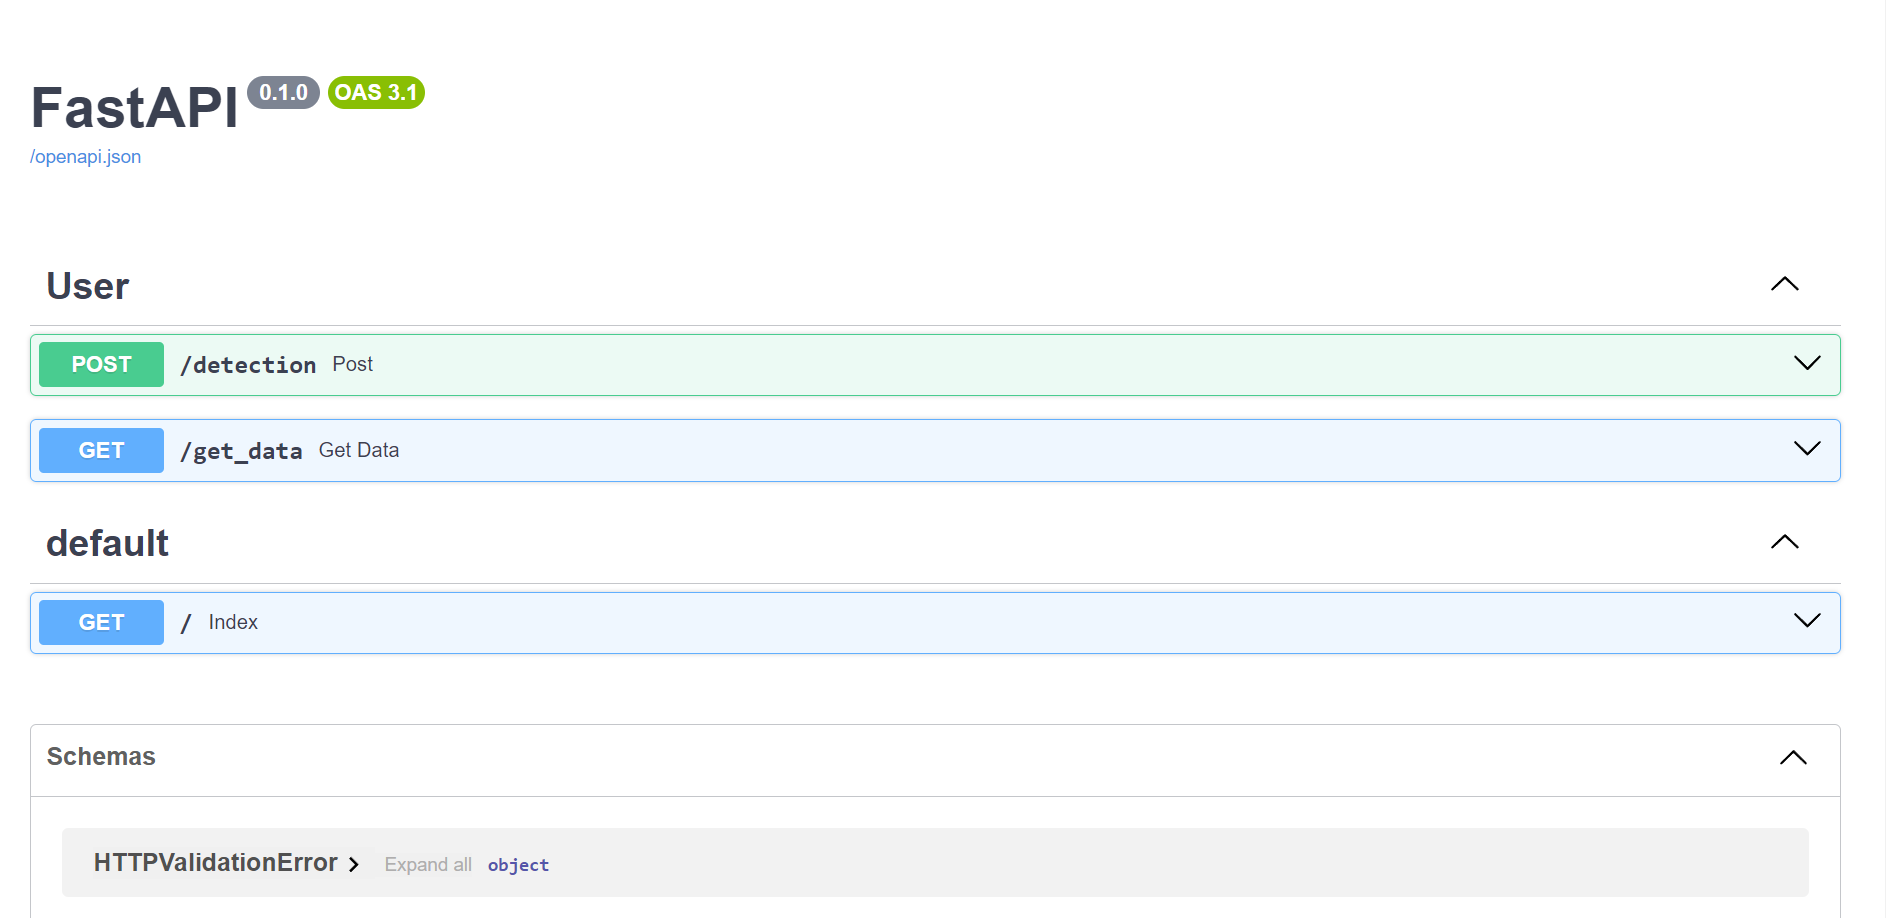 FastAPI 0.1.0 OAS 3.1
/openapi.json
User
POST /detection Post
GET /get_data Get Data
default
GET / Index
Schemas
HTTPValidationError Expand all object